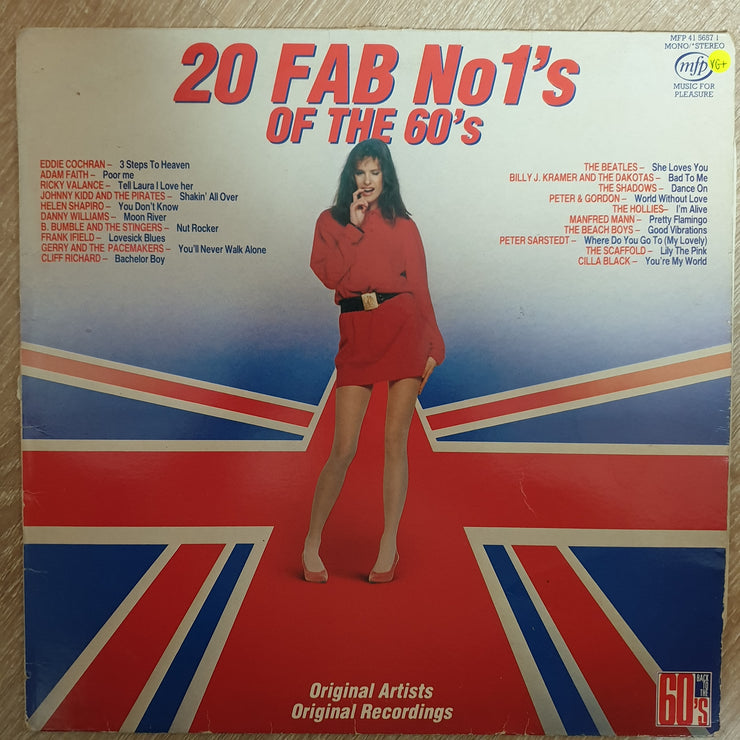 MFP 41 5687 1
MONO/*STEREO
mfp
VG+
MUSIC FOR
PLEASURE
20 FAB No1's
OF THE 60's
EDDIE COCHRAN – 3 Steps To Heaven
ADAM FAITH – Poor me
RICKY VALANCE – Tell Laura I Love her
JOHNNY KIDD AND THE PIRATES – Shakin' All Over
HELEN SHAPIRO – You Don't Know
DANNY WILLIAMS – Moon River
B. BUMBLE AND THE STINGERS – Nut Rocker
FRANK IFIELD – Lovesick Blues
GERRY AND THE PACEMAKERS – You'll Never Walk Alone
CLIFF RICHARD – Bachelor Boy
THE BEATLES – She Loves You
BILLY J. KRAMER AND THE DAKOTAS – Bad To Me
THE SHADOWS – Dance On
PETER & GORDON – World Without Love
THE HOLLIES – I'm Alive
MANFRED MANN – Pretty Flamingo
THE BEACH BOYS – Good Vibrations
PETER SARSTEDT – Where Do You Go To (My Lovely)
THE SCAFFOLD – Lily The Pink
CILLA BLACK – You're My World
Original Artists
Original Recordings
BACK TO THE
60's